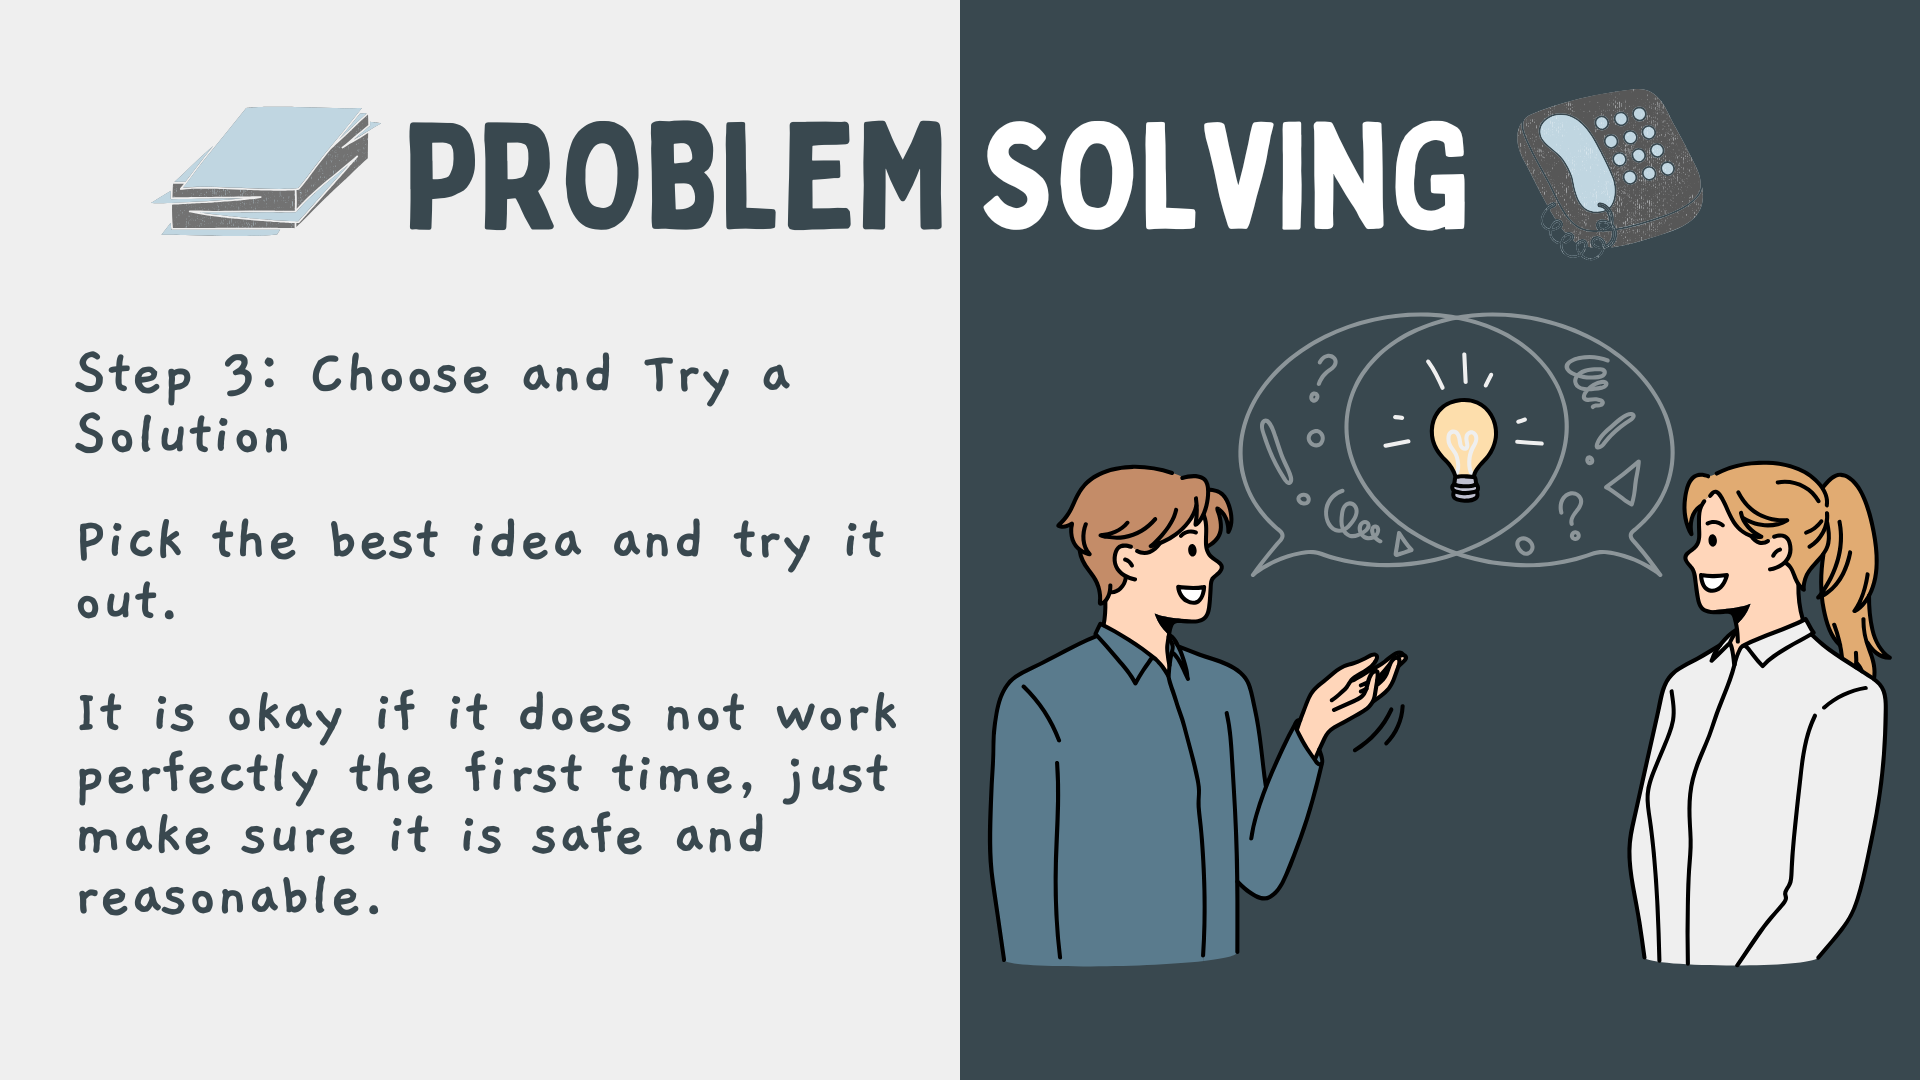 PROBLEM SOLVING
Step 3: Choose and Try a
Solution
Pick the best idea and try it
out.
It is okay if it does not work
perfectly the first time, just
make sure it is safe and
reasonable.